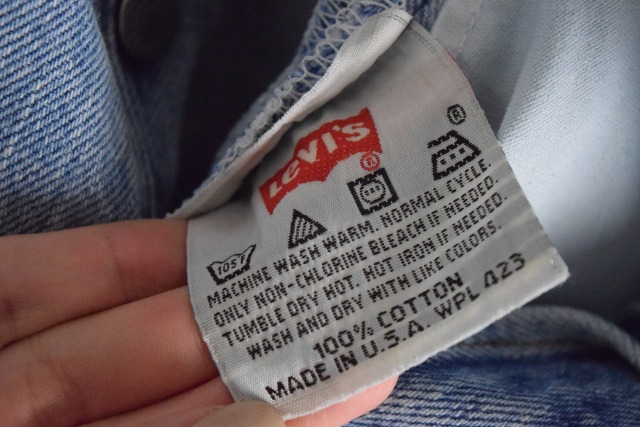 LEVI'S
®
®
105F
MACHINE WASH WARM. NORMAL CYCLE.
ONLY NON-CHLORINE BLEACH IF NEEDED.
TUMBLE DRY HOT. HOT IRON IF NEEDED.
WASH AND DRY WITH LIKE COLORS.
100% COTTON
MADE IN U.S.A. WPL 423